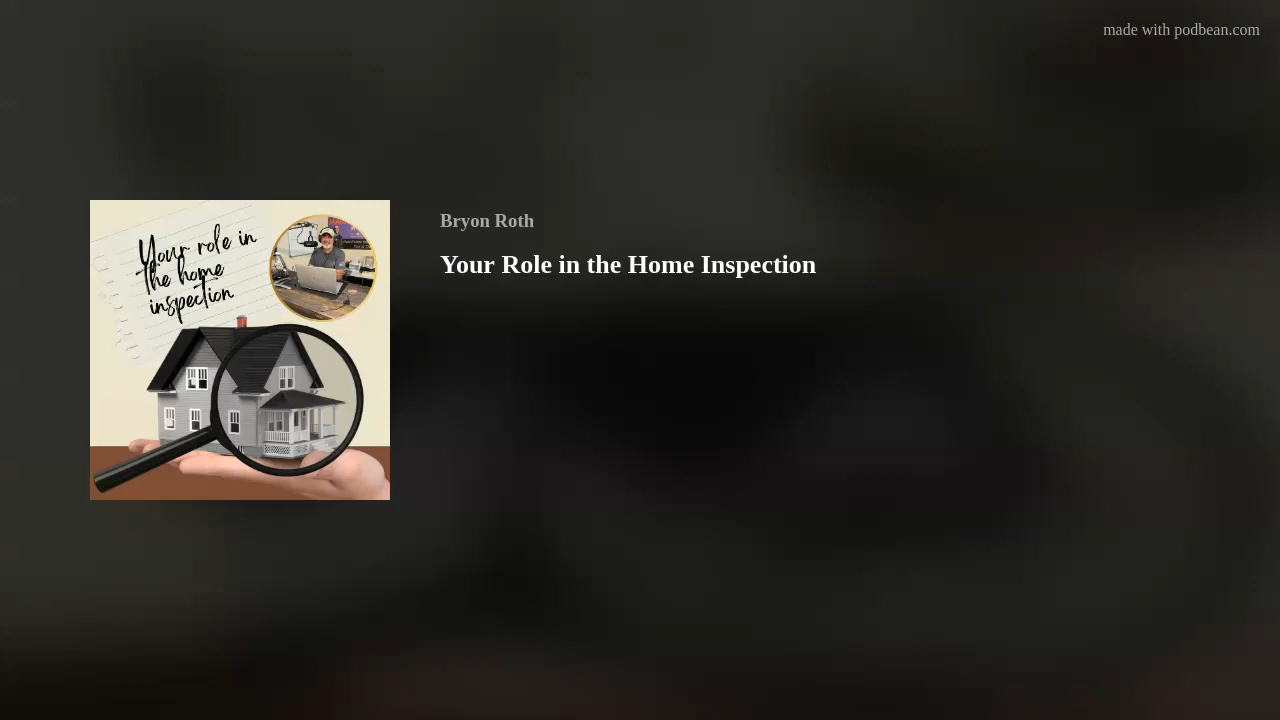 made with podbean.com
Bryon Roth
Your Role in the Home Inspection
Your role in
the home
inspection